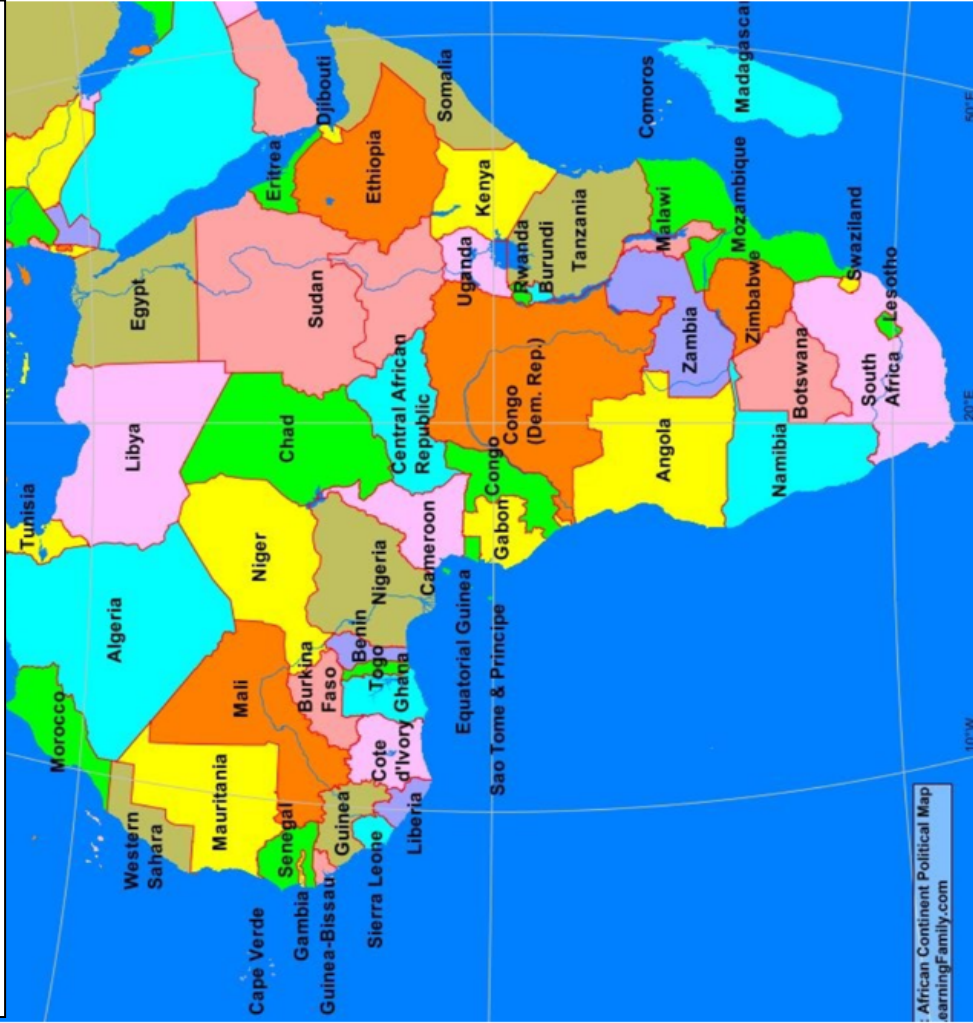 Tunisia
Morocco
Algeria
Libya
Egypt
Western
Sahara
Mauritania
Mali
Niger
Chad
Sudan
Eritrea
Djibouti
Cape Verde
Senegal
Gambia
Guinea-Bissau
Guinea
Sierra Leone
Liberia
Cote
d'Ivory
Burkina
Faso
Ghana
Togo
Benin
Nigeria
Cameroon
Central African
Republic
Ethiopia
Somalia
Equatorial Guinea
Sao Tome & Principe
Gabon
Congo
Congo
(Dem. Rep.)
Uganda
Kenya
Rwanda
Burundi
Tanzania
Comoros
Angola
Zambia
Malawi
Mozambique
Madagascar
Namibia
Botswana
Zimbabwe
South
Africa
Swaziland
Lesotho
10°W
20°E
50°E
: African Continent Political Map
earningFamily.com